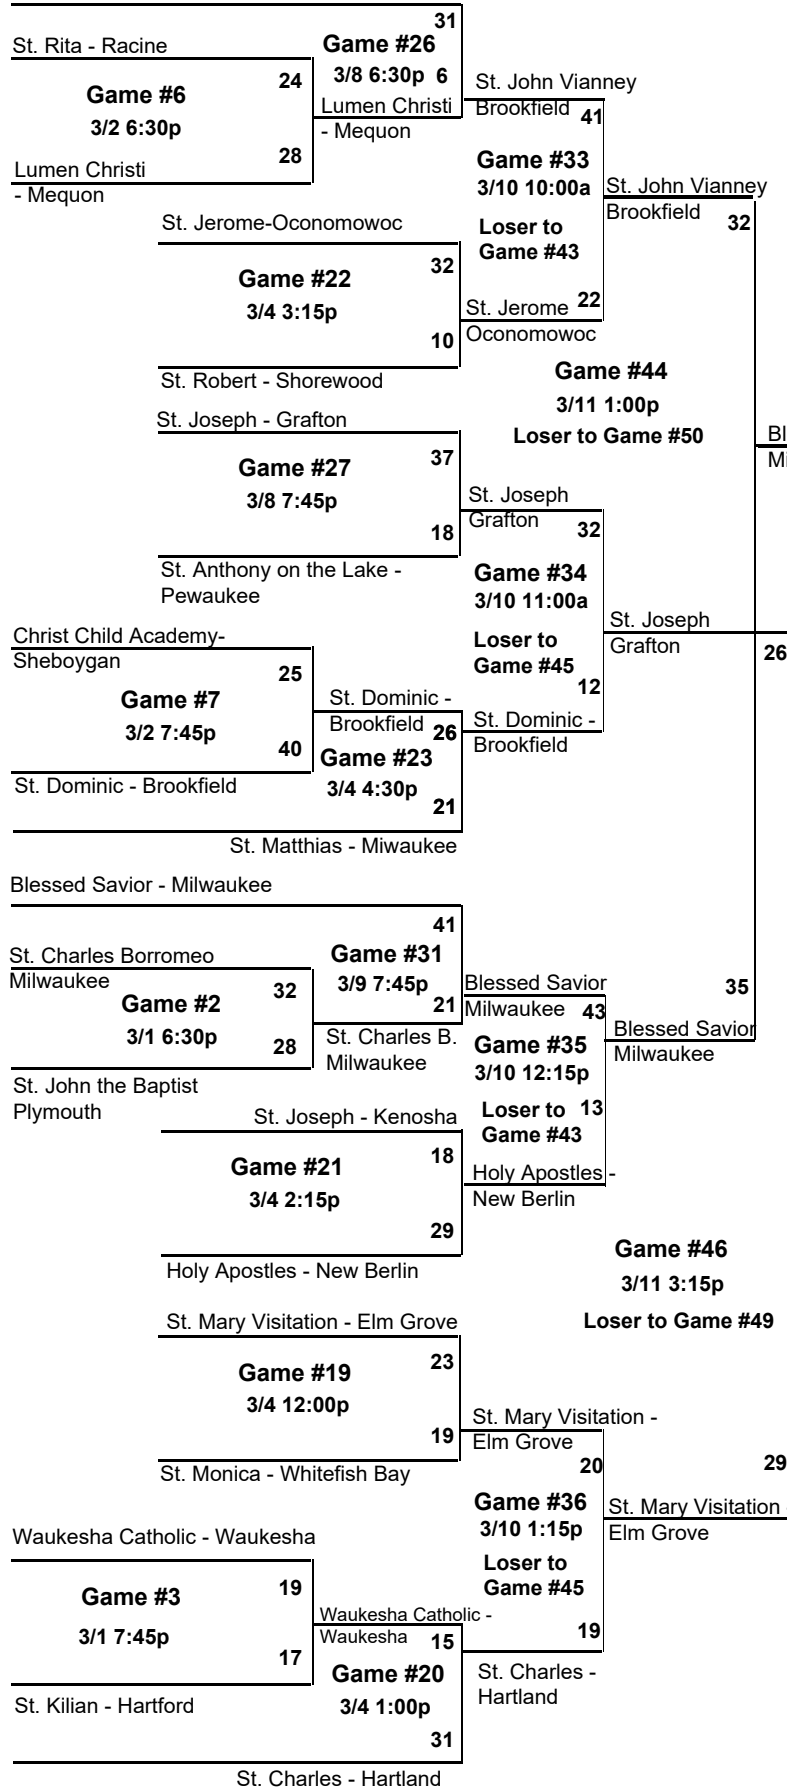 31
St. Rita - Racine
Game #26
24
3/8 6:30p 6
Game #6
3/2 6:30p
Lumen Christi
- Mequon
28
Lumen Christi
- Mequon
St. John Vianney
Brookfield
41
Game #33
3/10 10:00a
St. John Vianney
Brookfield
32
Loser to
Game #43
St. Jerome-Oconomowoc
32
Game #22
3/4 3:15p
10
St. Robert - Shorewood
22
St. Jerome
Oconomowoc
Game #44
3/11 1:00p
Loser to Game #50
St. Joseph - Grafton
37
Game #27
3/8 7:45p
18
St. Anthony on the Lake -
Pewaukee
St. Joseph
Grafton
32
Game #34
3/10 11:00a
St. Joseph
Grafton
26
Loser to
Game #45
12
Christ Child Academy-
Sheboygan
25
Game #7
3/2 7:45p
40
St. Dominic - Brookfield
St. Dominic -
Brookfield
26
Game #23
3/4 4:30p
21
St. Matthias - Miwaukee
St. Dominic -
Brookfield
Blessed Savior - Milwaukee
41
St. Charles Borromeo
Milwaukee
Game #31
3/9 7:45p
32
Game #2
3/1 6:30p
28
21
St. Charles B.
Milwaukee
St. John the Baptist
Plymouth
Blessed Savior
Milwaukee
43
35
Game #35
3/10 12:15p
Blessed Savior
Milwaukee
Loser to
Game #43
13
St. Joseph - Kenosha
18
Game #21
3/4 2:15p
29
Holy Apostles - New Berlin
Holy Apostles -
New Berlin
Game #46
3/11 3:15p
Loser to Game #49
St. Mary Visitation - Elm Grove
23
Game #19
3/4 12:00p
19
St. Monica - Whitefish Bay
St. Mary Visitation -
Elm Grove
20
29
Game #36
3/10 1:15p
St. Mary Visitation
Elm Grove
Loser to
Game #45
19
Waukesha Catholic - Waukesha
19
Game #3
3/1 7:45p
17
St. Kilian - Hartford
Waukesha Catholic -
Waukesha
15
Game #20
3/4 1:00p
31
St. Charles - Hartland
St. Charles -
Hartland